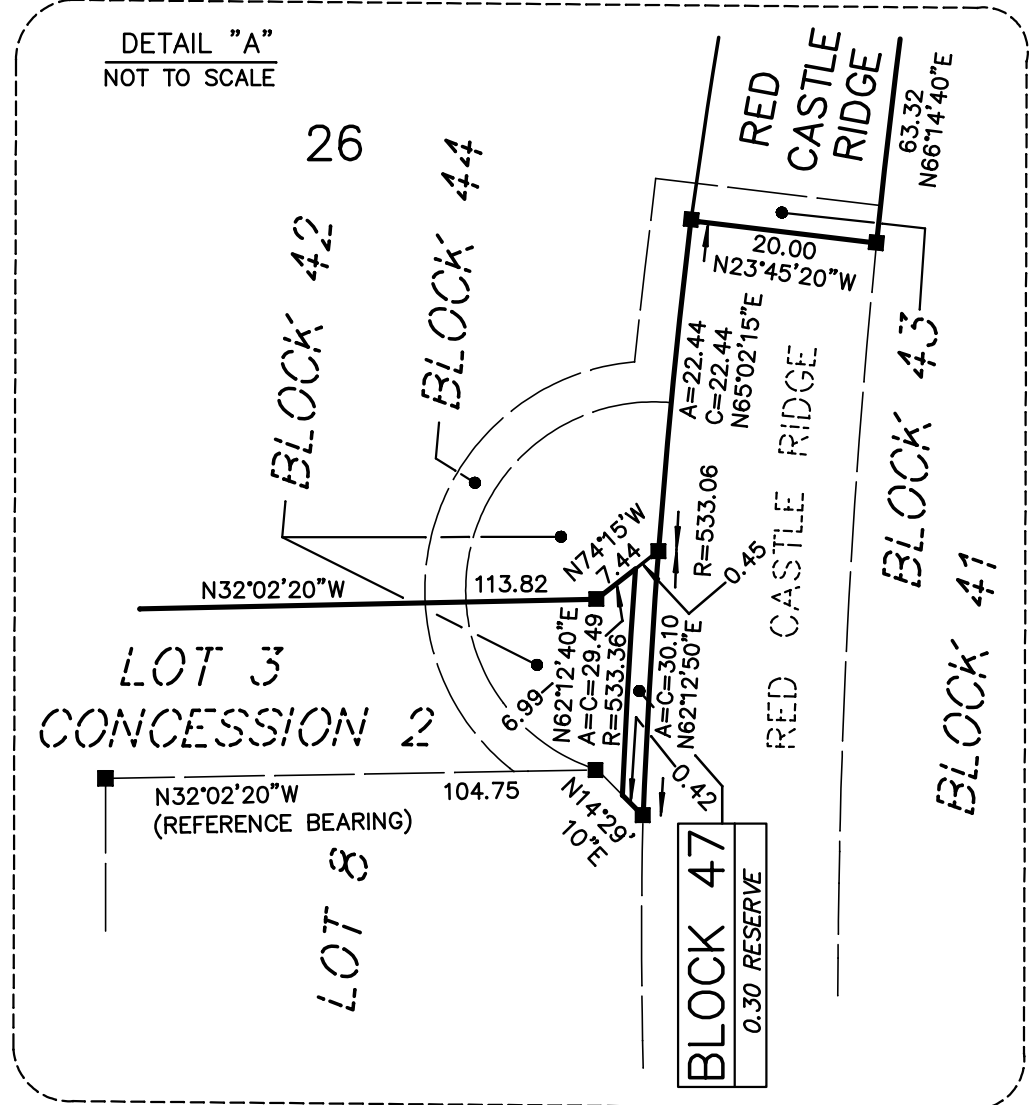 DETAIL "A"
NOT TO SCALE
26
BLOCK 42
BLOCK 44
RED
CASTLE
RIDGE
63.32
N66°14'40"E
20.00
N23°45'20"W
A=22.44
C=22.44
N65°02'15"E
RED CASTLE RIDGE
BLOCK 43
BLOCK 41
R=533.06
N74°15'W
7.44
0.45
N32°02'20"W
113.82
LOT 3
CONCESSION 2
6.99
N62°12'40"E
A=C=29.49
R=533.36
A=C=30.10
N62°12'50"E
0.42
N32°02'20"W
(REFERENCE BEARING)
104.75
N14°29'
10"E
LOT 8
BLOCK 47
0.30 RESERVE